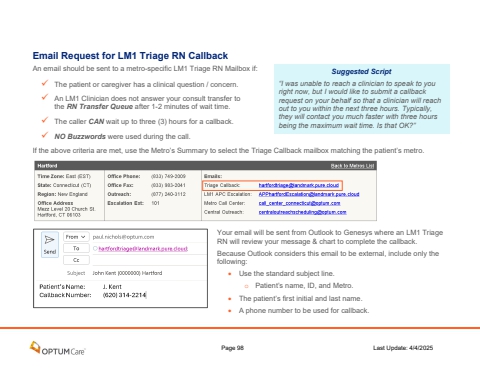 Email Request for LM1 Triage RN Callback
An email should be sent to a metro-specific LM1 Triage RN Mailbox if:
✓ The patient or caregiver has a clinical question / concern.
✓ An LM1 Clinician does not answer your consult transfer to
the RN Transfer Queue after 1-2 minutes of wait time.
✓ The caller CAN wait up to three (3) hours for a callback.
✓ NO Buzzwords were used during the call.
Suggested Script
"I was unable to reach a clinician to speak to you
right now, but I would like to submit a callback
request on your behalf so that a clinician will reach
out to you within the next three hours. Typically,
they will contact you much faster with three hours
being the maximum wait time. Is that OK?"
If the above criteria are met, use the Metro's Summary to select the Triage Callback mailbox matching the patient's metro.
Hartford Back to Metros List
Time Zone: East (EST) Office Phone: (833) 749-2009 Emails:
State: Connecticut (CT) Office Fax: (833) 983-2041 Triage Callback: hartfordtriage@landmark.pure.cloud
Region: New England Outreach: (877) 240-3112 LM1 APC Escalation: APPhartfordEscalation@landmark.pure.cloud
Office Address Escalation Ext: 101 Metro Call Center: call_center_connecticut@optum.com
Mezz Level 20 Church St.
Hartford, CT 06103 Central Outreach: centraloutreachscheduling@optum.com
Send
From paul.nichols@optum.com
To hartfordtriage@landmark.pure.cloud;
Cc
Subject John Kent (0000000) Hartford
Patient's Name: J. Kent
Callback Number: (620) 314-2214
Your email will be sent from Outlook to Genesys where an LM1 Triage
RN will review your message & chart to complete the callback.
Because Outlook considers this email to be external, include only the
following:
• Use the standard subject line.
○ Patient's name, ID, and Metro.
• The patient's first initial and last name.
• A phone number to be used for callback.
OPTUM Care™ Page 98 Last Update: 4/4/2025